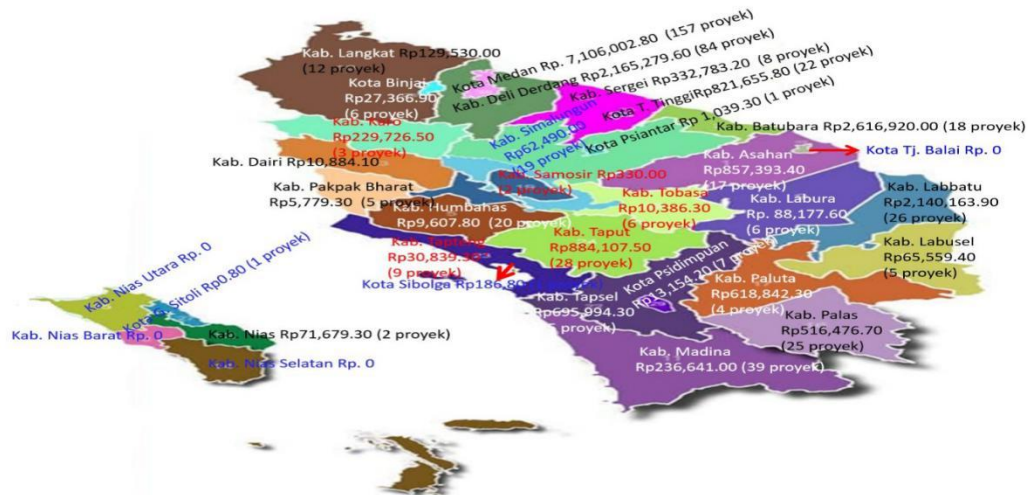 Kab. Langkat Rp129,530.00
(12 proyek)
Kota Binjai
Rp27,366.90
(6 proyek)
Kota Medan Rp. 7,106,002.80 (157 proyek)
Kab. Deli Derdang Rp2,165,279.60 (84 proyek)
Kab. Sergei Rp332,783.20 (8 proyek)
Kota T. TinggiRp821,655.80 (22 proyek)
Kota Psiantar Rp 1,039.30 (1 proyek)
Kab. Simalungun
Rp62,490.00
(19 proyek)
Kab. Karo
Rp229,726.50
(3 proyek)
Kab. Batubara Rp2,616,920.00 (18 proyek)
Kota Tj. Balai Rp. 0
Kab. Asahan
Rp857,393.40
(17 proyek)
Kab. Dairi Rp10,884.10
Kab. Samosir Rp330.00
(2 proyek)
Kab. Pakpak Bharat
Rp5,779.30 (5 proyek)
Kab. Tobasa
Rp10,386.30
(6 proyek)
Kab. Labura
Rp. 88,177.60
(6 proyek)
Kab. Labbatu
Rp2,140,163.90
(26 proyek)
Kab. Humbahas
Rp9,607.80 (20 proyek)
Kab. Taput
Rp884,107.50
(28 proyek)
Kab. Labusel
Rp65,559.40
(5 proyek)
Kab. Tapteng
(9 proyek)
Kota Sibolga Rp186.80
Kota Psidimpuan
(7
Kab. Paluta
Rp618,842.30
(4 proyek)
Kab. Tapsel
Rp695,994.30
proyek)
Kab. Palas
Rp516,476.70
(25 proyek)
Kab. Madina
Rp236,641.00 (39 proyek)
Kab. Nias Utara Rp. 0
Sitoli Rp0.80 (1 proyek)
Kab. Nias Barat Rp. 0
Kab. Nias Rp71,679.30 (2 proyek)
Kab. Nias Selatan Rp. 0